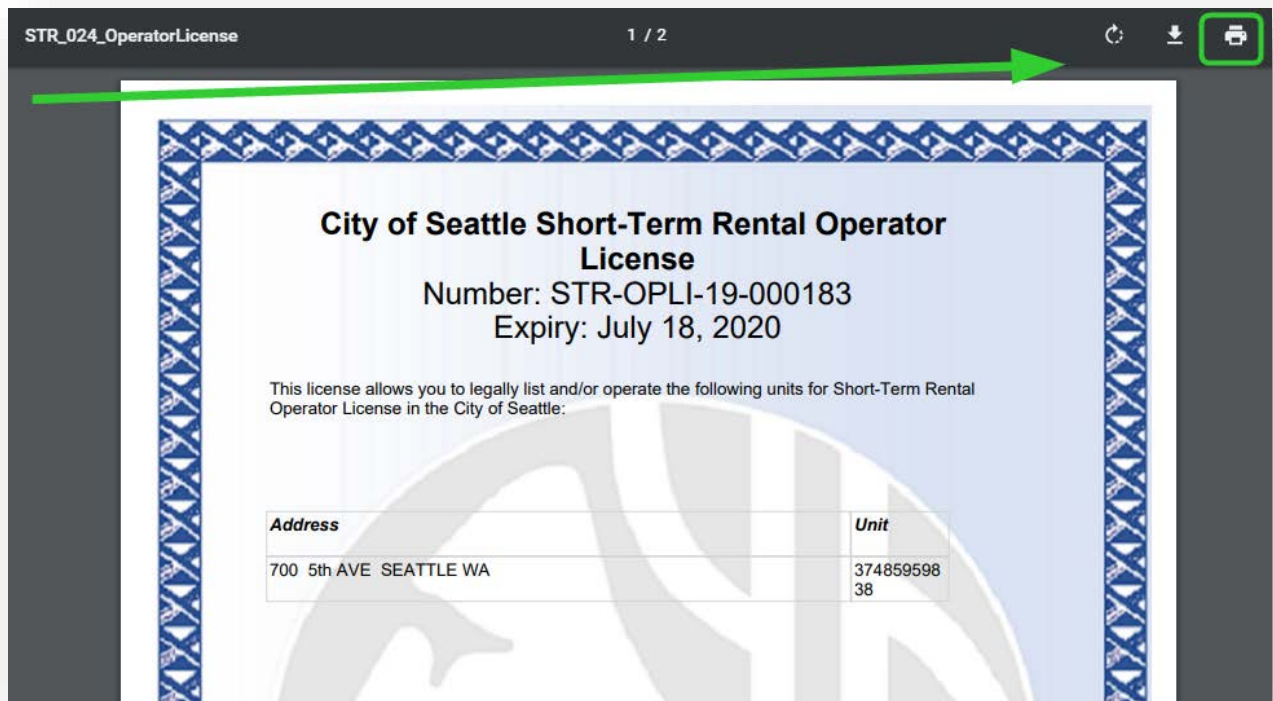 STR_024_OperatorLicense 1 / 2
City of Seattle Short-Term Rental Operator
License
Number: STR-OPLI-19-000183
Expiry: July 18, 2020
This license allows you to legally list and/or operate the following units for Short-Term Rental
Operator License in the City of Seattle:
Address Unit
700 5th AVE SEATTLE WA 374859598
38